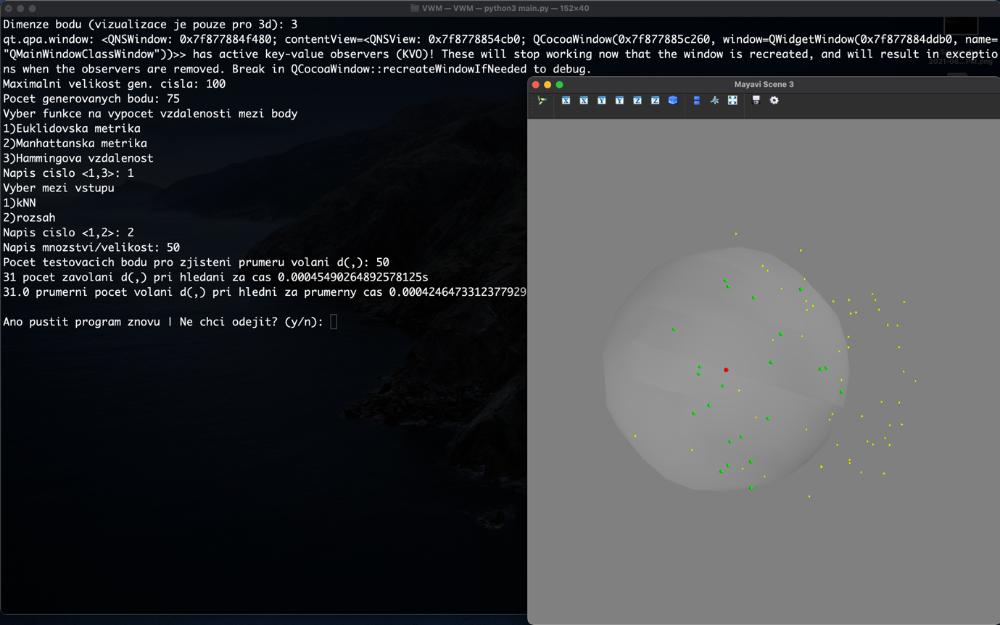 VWM — VWM — python3 main.py — 152×40
Dimenze bodu (vizualizace je pouze pro 3d): 3
qt.qpa.window: <QNSWindow: 0x7f877884f480; contentView=<QNSView: 0x7f8778854cb0; QCocoaWindow(0x7f877885c260, window=QWidgetWindow(0x7f877884ddb0, name=
"QMainWindowClassWindow"))>> has active key-value observers (KVO)! These will stop working now that the window is recreated, and will result in exceptio
ns when the observers are removed. Break in QCocoaWindow::recreateWindowIfNeeded to debug.
2021-06...PM.png
Maximalni velikost gen. cisla: 100
Pocet generovanych bodu: 75
Vyber funkce na vypocet vzdalenosti mezi body
1)Euklidovska metrika
2)Manhattanska metrika
3)Hammingova vzdalenost
Napis cislo <1,3>: 1
Vyber mezi vstupu
1)kNN
2)rozsah
Napis cislo <1,2>: 2
Napis mnozstvi/velikost: 50
Pocet testovacich bodu pro zjisteni prumeru volani d(,): 50
31 pocet zavolani d(,) pri hledani za cas 0.00045490264892578125s
31.0 prumerni pocet volani d(,) pri hledni za prumerny cas 0.0004246473312377929
Ano pustit program znovu | Ne chci odejit? (y/n):
Mayavi Scene 3
X X Y Y Z Z